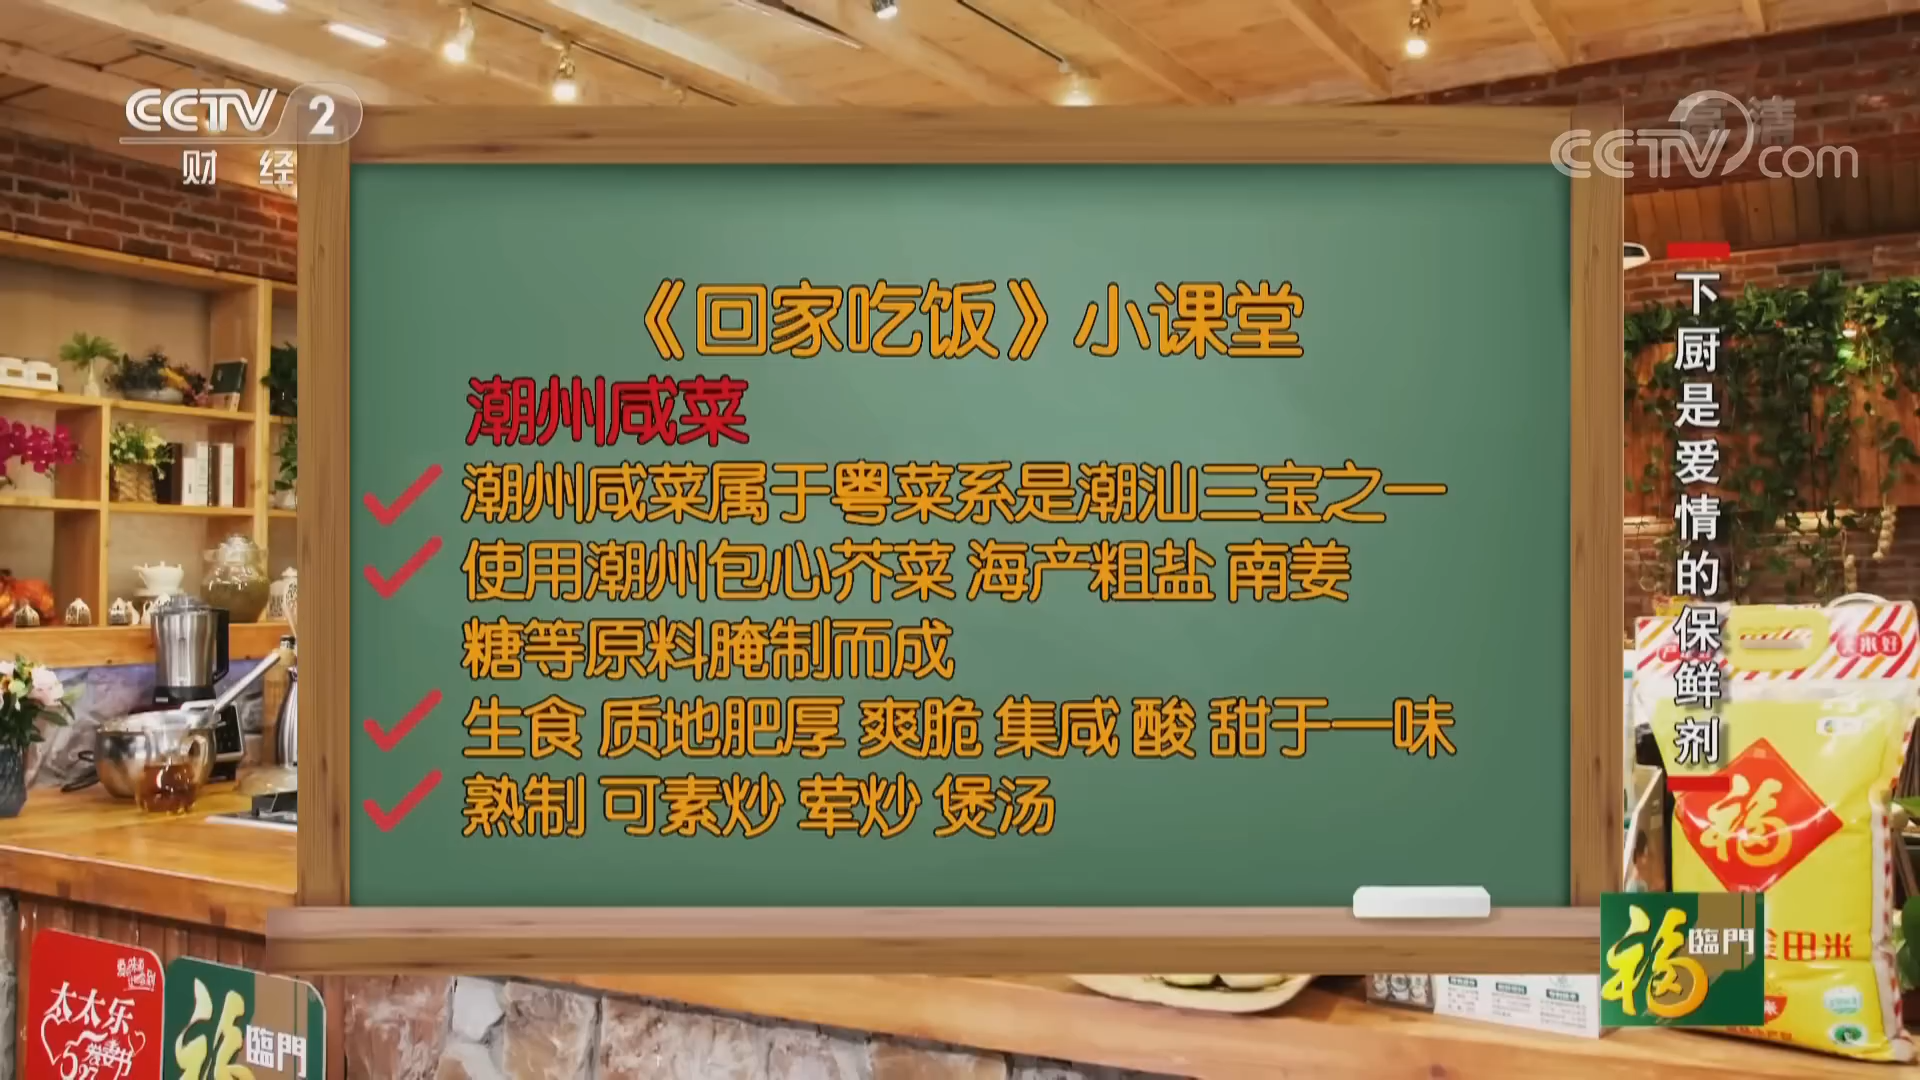 CCTV 2
财 经
高清
CCTV com
《回家吃饭》小课堂
潮州咸菜
潮州咸菜属于粤菜系是潮汕三宝之一
使用潮州包心芥菜 海产粗盐 南姜
糖等原料腌制而成
生食 质地肥厚 爽脆 集咸 酸 甜于一味
熟制 可素炒 荤炒 煲汤
下厨是爱情的保鲜剂
福
福临門
田米
太太乐
福临門